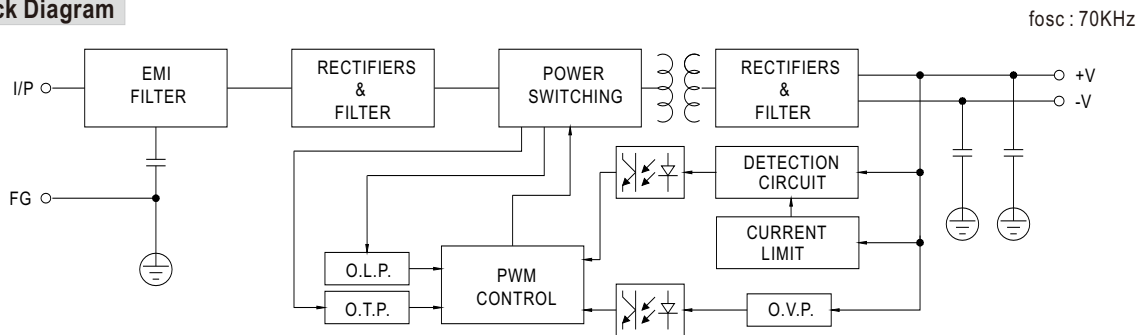 ck Diagram
fosc : 70KHz
I/P
EMI
FILTER
RECTIFIERS
&
FILTER
POWER
SWITCHING
RECTIFIERS
&
FILTER
+V
-V
FG
DETECTION
CIRCUIT
CURRENT
LIMIT
O.L.P.
O.T.P.
PWM
CONTROL
O.V.P.